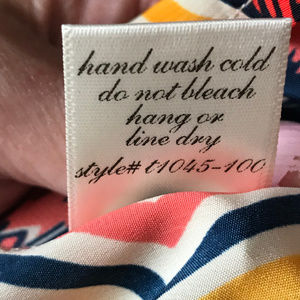 hand wash cold
do not bleach
hang or
line dry
style# t1045-100